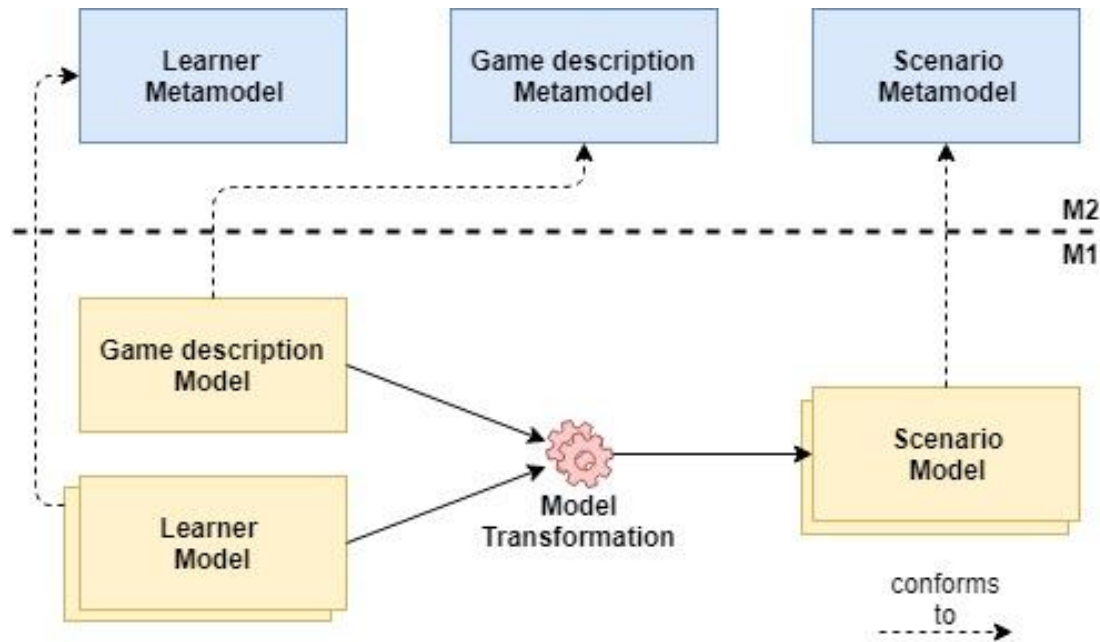 Learner
Metamodel
Game description
Metamodel
Scenario
Metamodel
M2
M1
Game description
Model
Learner
Model
Model
Transformation
Scenario
Model
conforms
to